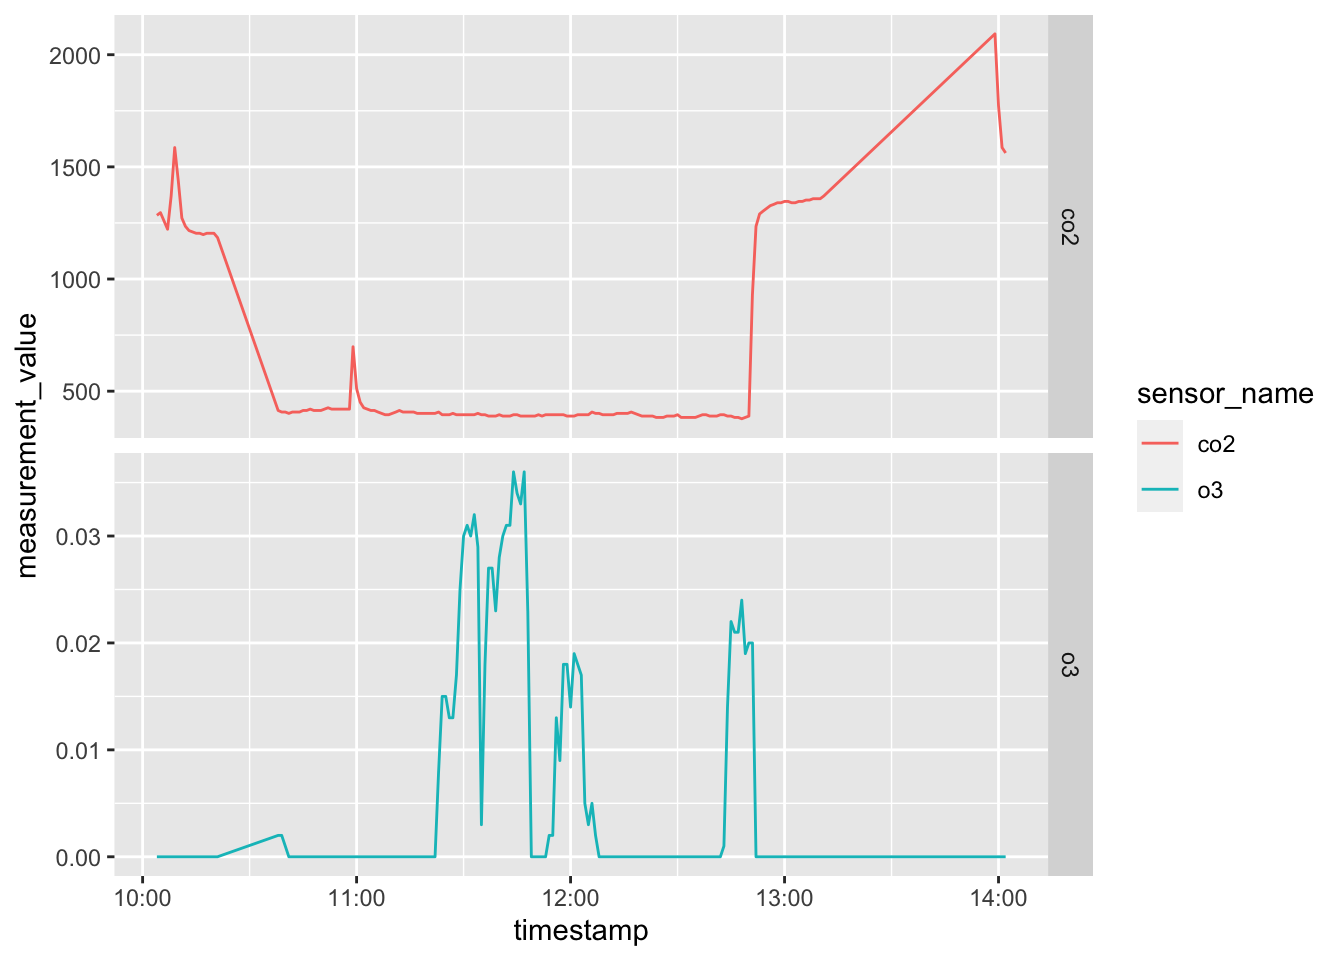 measurement_value
2000
1500
1000
500
co2
0.03
0.02
0.01
0.00
o3
10:00 11:00 12:00 13:00 14:00
timestamp
sensor_name
co2
o3